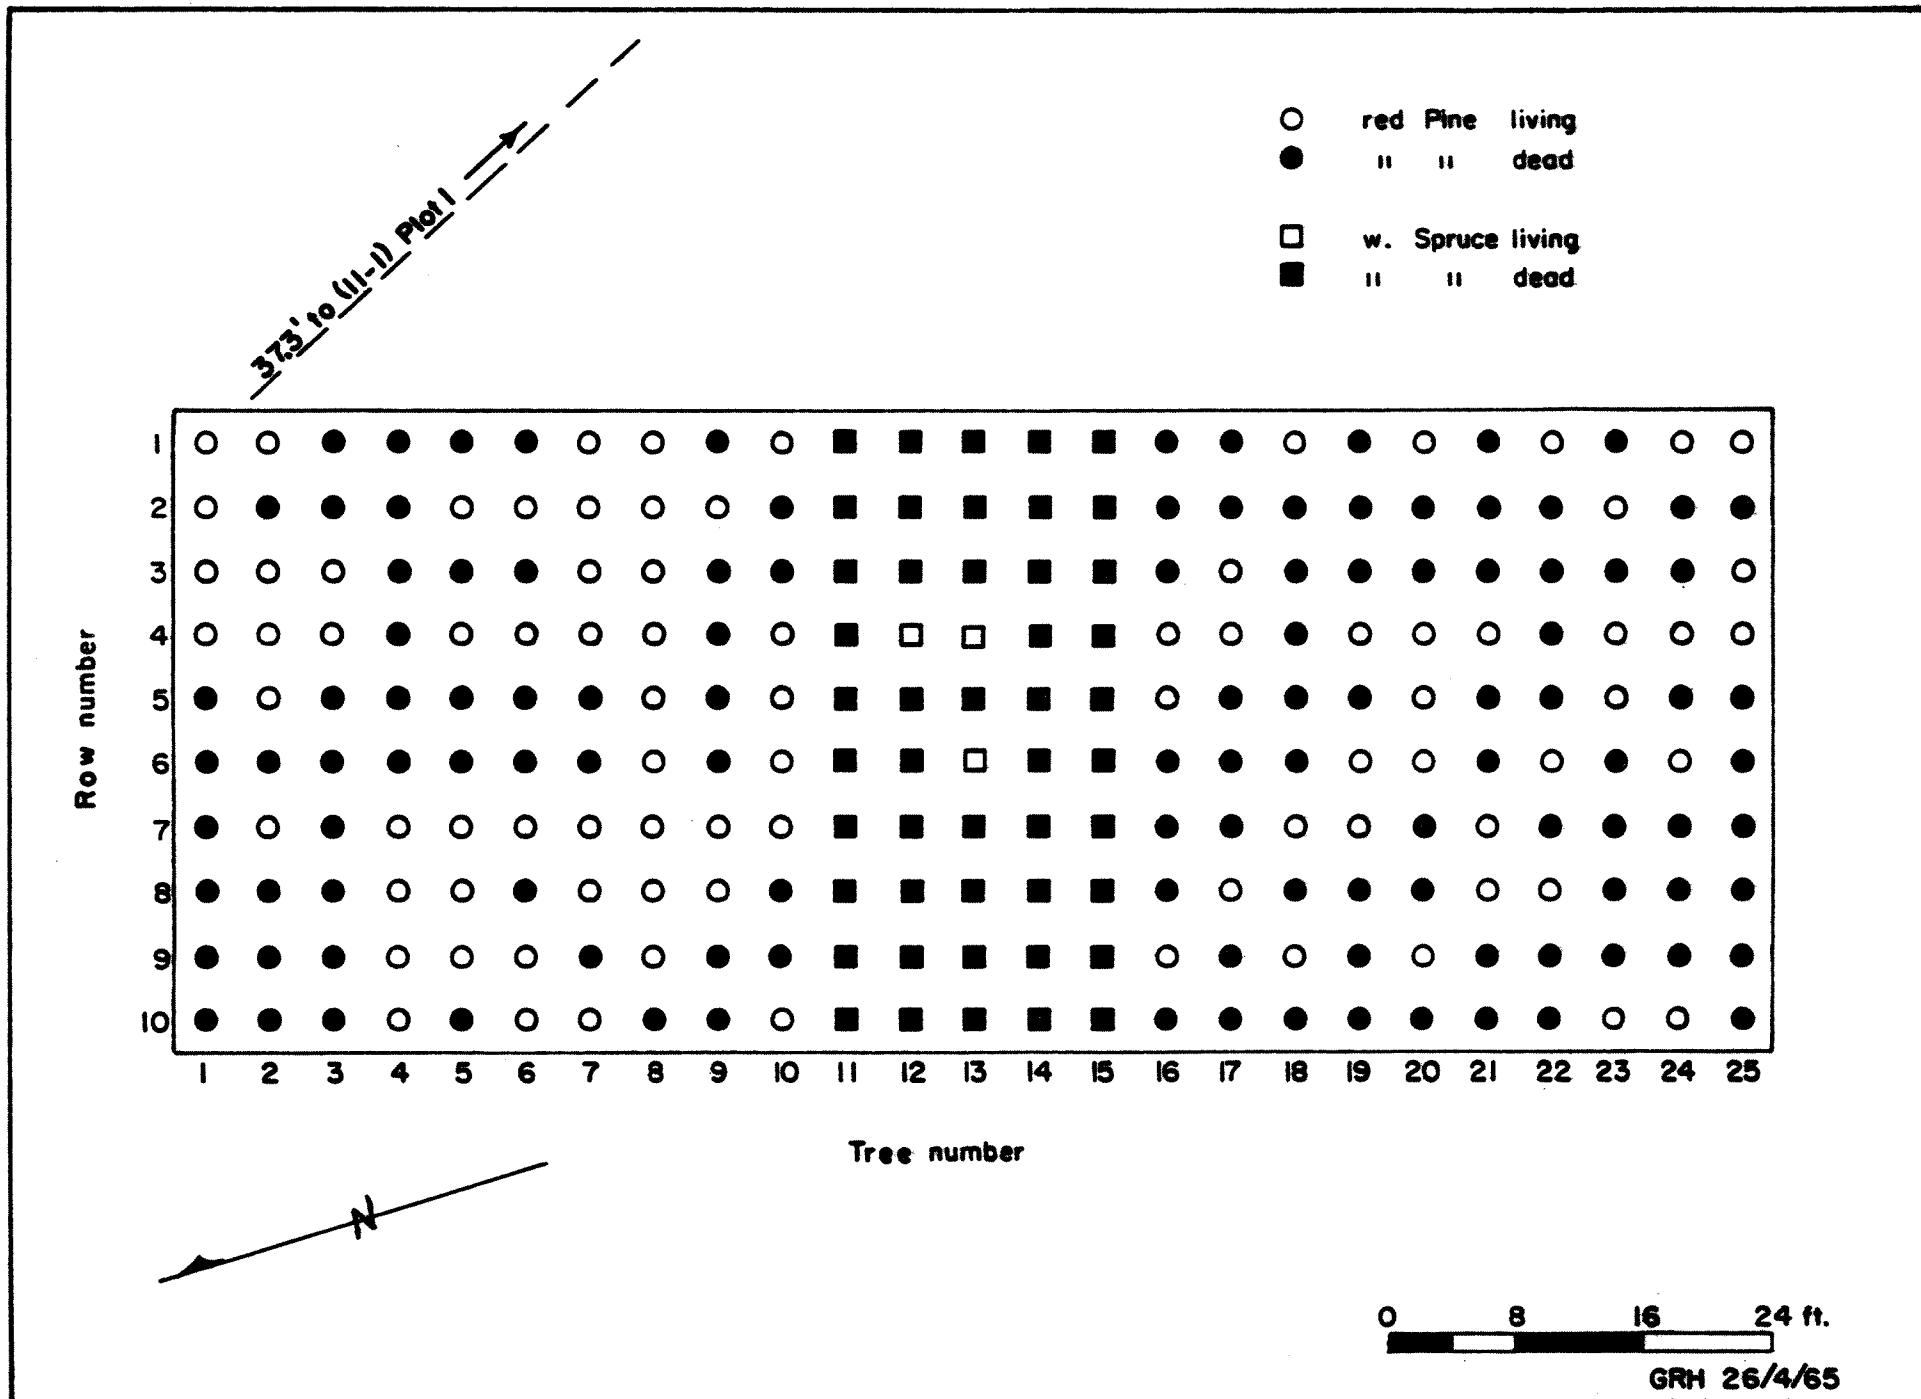 37.3' to (11-1) Plot 1
red Pine living
" " dead
w. Spruce living
" " dead
Row number
1
2
3
4
5
6
7
8
9
10
1 2 3 4 5 6 7 8 9 10 11 12 13 14 15 16 17 18 19 20 21 22 23 24 25
Tree number
N
0 8 16 24 ft.
GRH 26/4/65